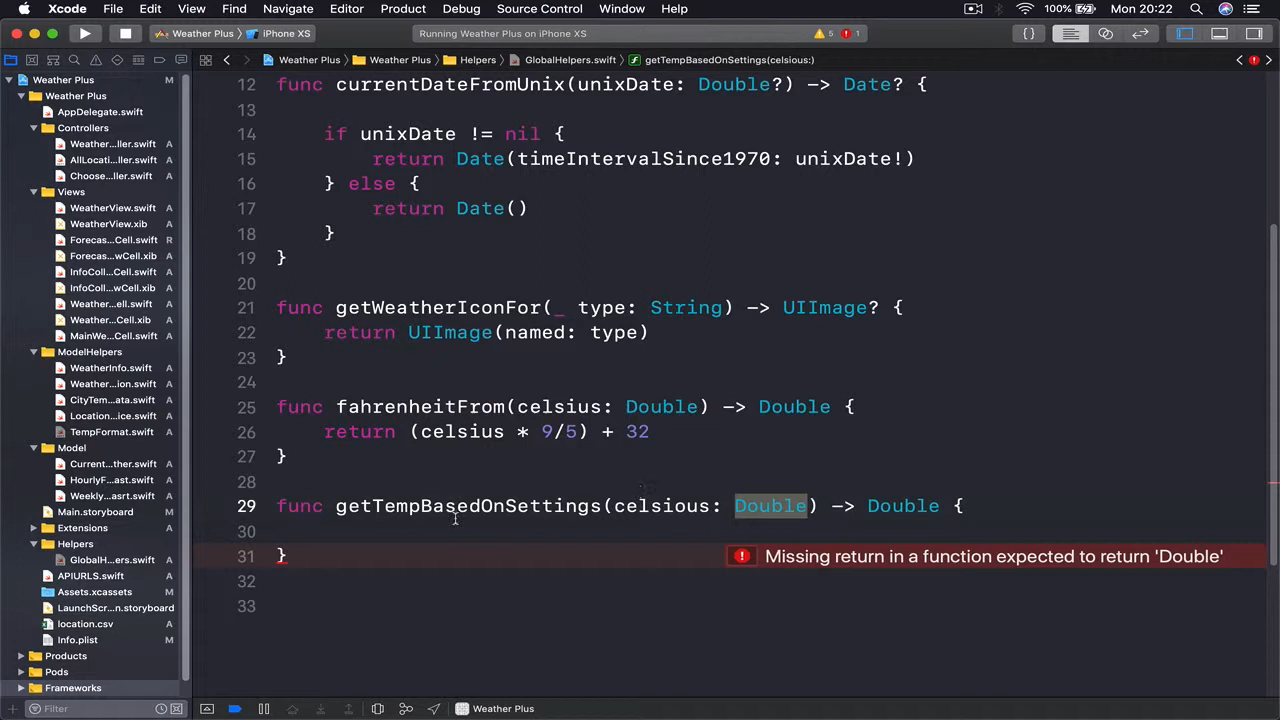 Xcode File Edit View Find Navigate Editor Product Debug Source Control Window Help 100% Mon 20:22
Weather Plus iPhone XS Running Weather Plus on iPhone XS 5 1
Weather Plus Weather Plus Helpers GlobalHelpers.swift getTempBasedOnSettings(celsious:)
Weather Plus M
Weather Plus
AppDelegate.swift A
Controllers
Weather...ller.swift A
AllLocati...ller.swift A
Choose...ller.swift A
Views
WeatherView.swift A
WeatherView.xib A
Forecas...Cell.swift R
Forecas...wCell.xib A
InfoColl...Cell.swift A
InfoColl...wCell.xib A
Weather...ell.swift A
Weather...Cell.xib A
MainWe...Cell.swift A
ModelHelpers
WeatherInfo.swift A
Weather...ion.swift A
CityTem...ata.swift A
Location...ice.swift A
TempFormat.swift A
Model
Current...ther.swift A
HourlyF...ast.swift A
Weekly...asrt.swift A
Main.storyboard M
Extensions
Helpers
GlobalH...ers.swift A
APIURLS.swift A
Assets.xcassets M
LaunchScr...n.storyboard
location.csv A
Info.plist M
Products
Pods
Frameworks
Filter
12 func currentDateFromUnix(unixDate: Double?) -> Date? {
13
14 if unixDate != nil {
15 return Date(timeIntervalSince1970: unixDate!)
16 } else {
17 return Date()
18 }
19 }
20
21 func getWeatherIconFor(_ type: String) -> UIImage? {
22 return UIImage(named: type)
23 }
24
25 func fahrenheitFrom(celsius: Double) -> Double {
26 return (celsius * 9/5) + 32
27 }
28
29 func getTempBasedOnSettings(celsious: Double) -> Double {
30
31 } Missing return in a function expected to return 'Double'
32
33
Weather Plus